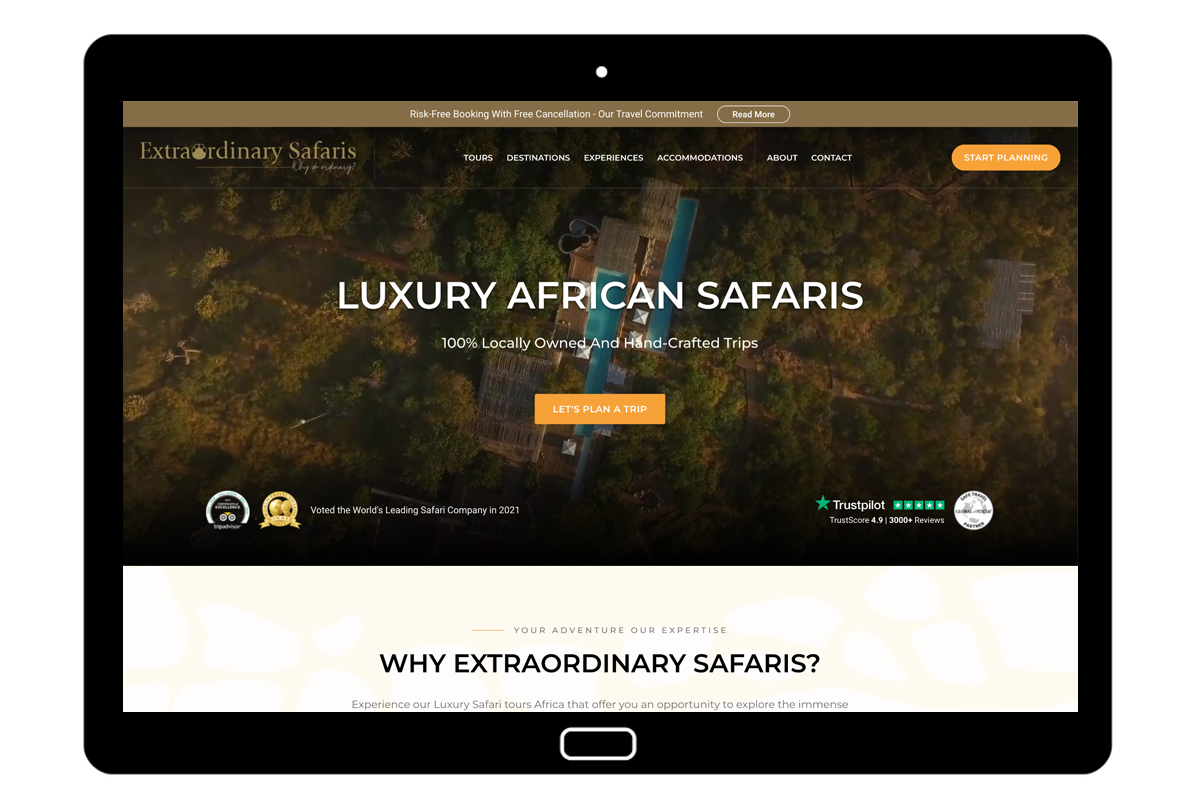 Risk-Free Booking With Free Cancellation - Our Travel Commitment Read More
Extraordinary Safaris
Why do ordinary?
TOURS DESTINATIONS EXPERIENCES ACCOMMODATIONS ABOUT CONTACT
START PLANNING
LUXURY AFRICAN SAFARIS
100% Locally Owned And Hand-Crafted Trips
LET'S PLAN A TRIP
CERTIFICATE of EXCELLENCE
tripadvisor
WINNER
Voted the World's Leading Safari Company in 2021
Trustpilot
TrustScore 4.9 | 3000+ Reviews
SAFE TRAVEL
PARTNER
YOUR ADVENTURE OUR EXPERTISE
WHY EXTRAORDINARY SAFARIS?
Experience our Luxury Safari tours Africa that offer you an opportunity to explore the immense